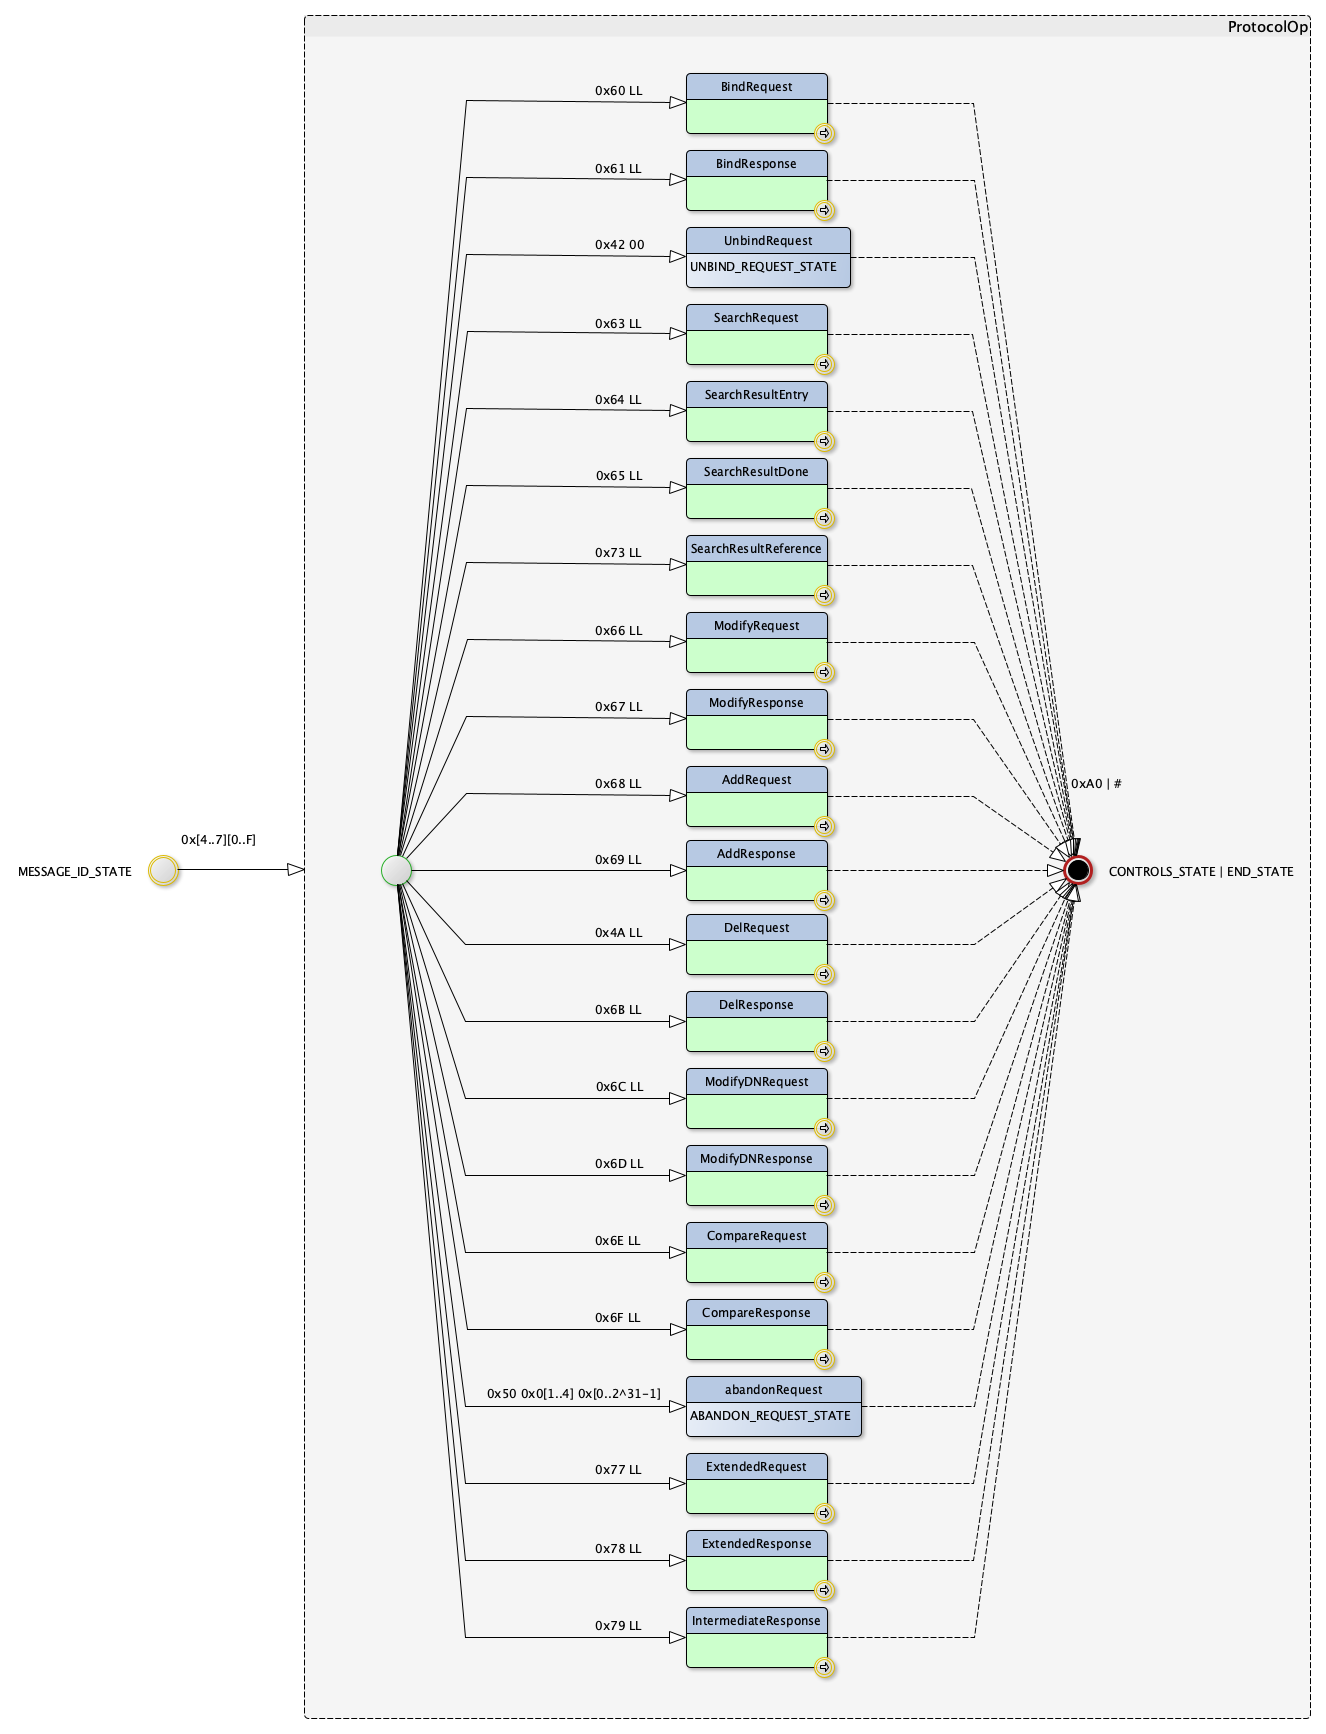 ProtocolOp
0x60 LL
BindRequest
0x61 LL
BindResponse
0x42 00
UnbindRequest
UNBIND_REQUEST_STATE
0x63 LL
SearchRequest
0x64 LL
SearchResultEntry
0x65 LL
SearchResultDone
0x73 LL
SearchResultReference
0x66 LL
ModifyRequest
0x67 LL
ModifyResponse
0x68 LL
AddRequest
0xA0 | #
0x[4..7][0..F]
MESSAGE_ID_STATE
0x69 LL
AddResponse
CONTROLS_STATE | END_STATE
0x4A LL
DelRequest
0x6B LL
DelResponse
0x6C LL
ModifyDNRequest
0x6D LL
ModifyDNResponse
0x6E LL
CompareRequest
0x6F LL
CompareResponse
0x50 0x0[1..4] 0x[0..2^31-1]
abandonRequest
ABANDON_REQUEST_STATE
0x77 LL
ExtendedRequest
0x78 LL
ExtendedResponse
0x79 LL
IntermediateResponse